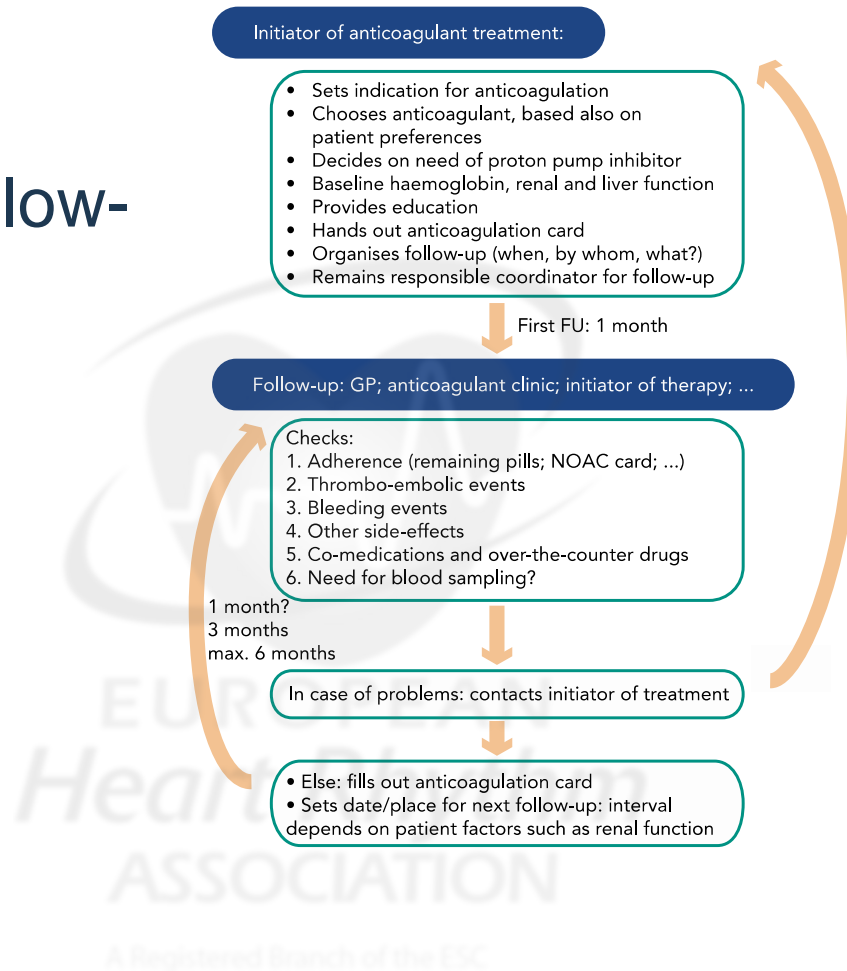 Initiator of anticoagulant treatment:
• Sets indication for anticoagulation
• Chooses anticoagulant, based also on
patient preferences
• Decides on need of proton pump inhibitor
• Baseline haemoglobin, renal and liver function
• Provides education
• Hands out anticoagulation card
• Organises follow-up (when, by whom, what?)
• Remains responsible coordinator for follow-up
low-
First FU: 1 month
Follow-up: GP; anticoagulant clinic; initiator of therapy; ...
Checks:
1. Adherence (remaining pills; NOAC card; ...)
2. Thrombo-embolic events
3. Bleeding events
4. Other side-effects
5. Co-medications and over-the-counter drugs
6. Need for blood sampling?
1 month?
3 months
max. 6 months
In case of problems: contacts initiator of treatment
• Else: fills out anticoagulation card
• Sets date/place for next follow-up: interval
depends on patient factors such as renal function
EUROPEAN
Heart Rhythm
ASSOCIATION
A Registered Branch of the ESC